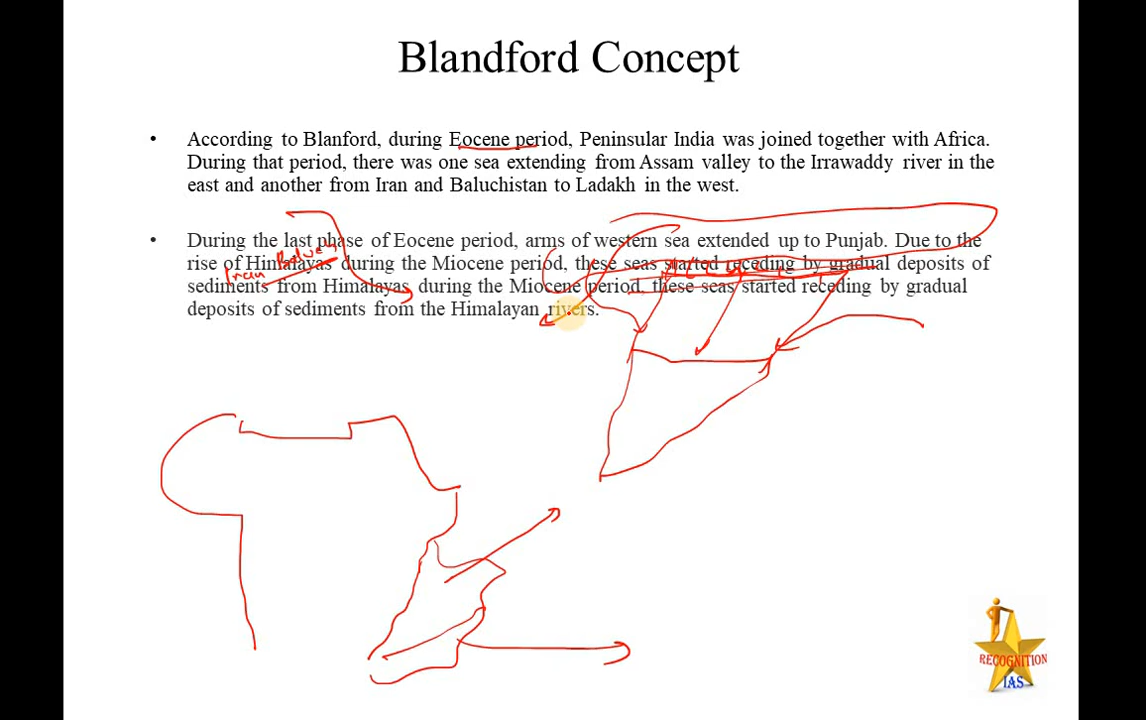 Blandford Concept
• According to Blanford, during Eocene period, Peninsular India was joined together with Africa.
During that period, there was one sea extending from Assam valley to the Irrawaddy river in the
east and another from Iran and Baluchistan to Ladakh in the west.
• During the last phase of Eocene period, arms of western sea extended up to Punjab. Due to the
rise of Himalayas during the Miocene period, these seas started receding by gradual deposits of
sediments from Himalayas during the Miocene period, these seas started receding by gradual
deposits of sediments from the Himalayan rivers.
Iran
RECOGNITION
IAS